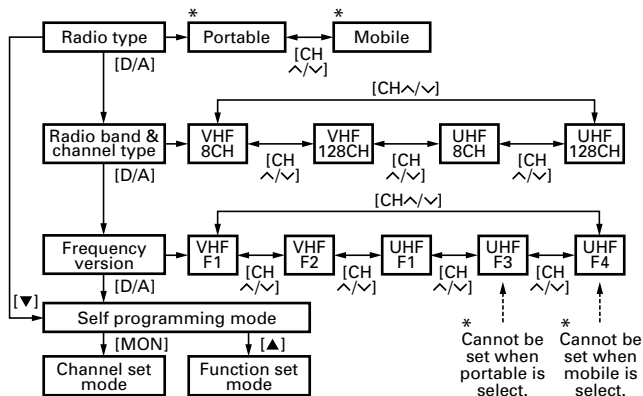 * *
Radio type Portable Mobile
[CH
∧/∨]
[D/A]
[CH∧/∨]
Radio band & VHF VHF UHF UHF
channel type 8CH 128CH 8CH 128CH
[CH [CH [CH
∧/∨] ∧/∨] ∧/∨]
[D/A]
[CH∧/∨]
Frequency VHF VHF UHF UHF UHF
version F1 F2 F1 F3 F4
[CH [CH [CH [CH
∧/∨] ∧/∨] ∧/∨] ∧/∨]
[D/A]
[▼]
Self programming mode
[MON] [▲]
Channel set Function set
mode mode
* *
Cannot be Cannot be
set when set when
portable is mobile is
select. select.